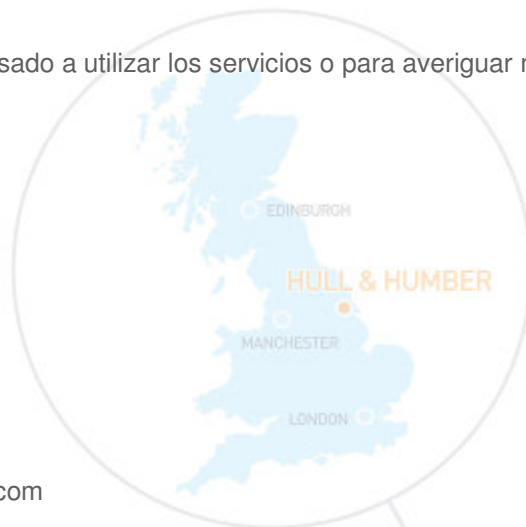 sado a utilizar los servicios o para averiguar
EDINBURGH
HULL & HUMBER
MANCHESTER
LONDON
com